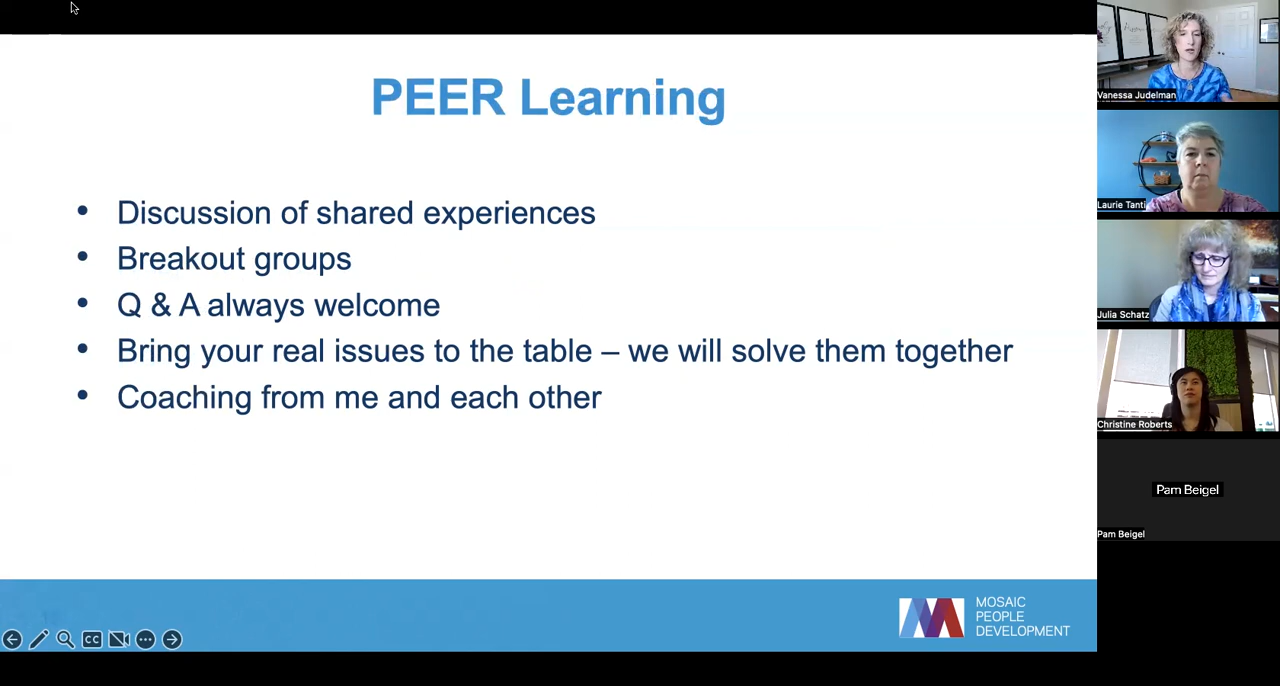 PEER Learning
• Discussion of shared experiences
• Breakout groups
• Q & A always welcome
• Bring your real issues to the table – we will solve them together
• Coaching from me and each other
MOSAIC
PEOPLE
DEVELOPMENT
CC
Vanessa Judelman
Laurie Tanti
Julia Schatz
Christine Roberts
Pam Beigel
Pam Beigel